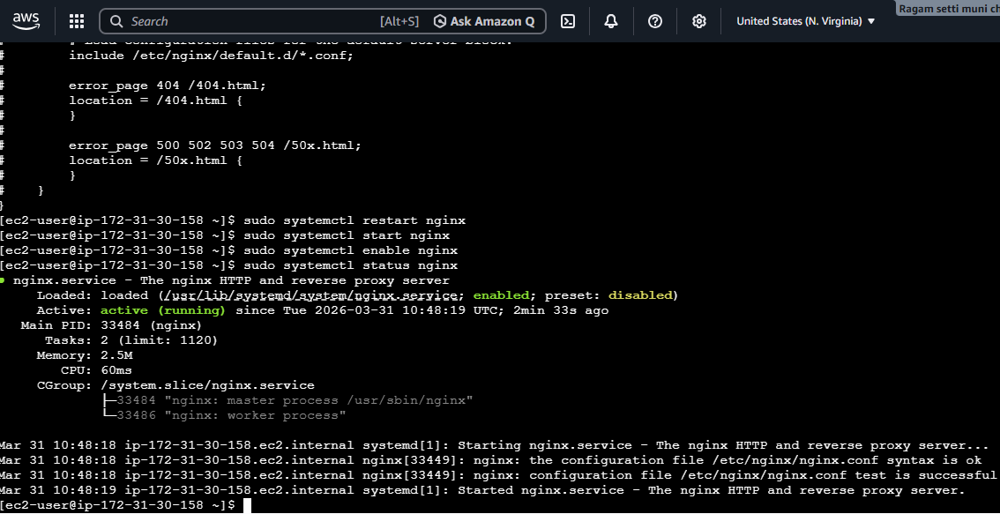 aws
Search [Alt+S] Ask Amazon Q United States (N. Virginia) ▼ Ragam setti muni ch
# Load configuration files for the default server block.
# include /etc/nginx/default.d/*.conf;
#
# error_page 404 /404.html;
# location = /404.html {
# }
#
# error_page 500 502 503 504 /50x.html;
# location = /50x.html {
# }
# }
}
[ec2-user@ip-172-31-30-158 ~]$ sudo systemctl restart nginx
[ec2-user@ip-172-31-30-158 ~]$ sudo systemctl start nginx
[ec2-user@ip-172-31-30-158 ~]$ sudo systemctl enable nginx
[ec2-user@ip-172-31-30-158 ~]$ sudo systemctl status nginx
● nginx.service - The nginx HTTP and reverse proxy server
Loaded: loaded (/usr/lib/systemd/system/nginx.service; enabled; preset: disabled)
Active: active (running) since Tue 2026-03-31 10:48:19 UTC; 2min 33s ago
Main PID: 33484 (nginx)
Tasks: 2 (limit: 1120)
Memory: 2.5M
CPU: 60ms
CGroup: /system.slice/nginx.service
├─33484 "nginx: master process /usr/sbin/nginx"
└─33486 "nginx: worker process"
Mar 31 10:48:18 ip-172-31-30-158.ec2.internal systemd[1]: Starting nginx.service - The nginx HTTP and reverse proxy server...
Mar 31 10:48:18 ip-172-31-30-158.ec2.internal nginx[33449]: nginx: the configuration file /etc/nginx/nginx.conf syntax is ok
Mar 31 10:48:18 ip-172-31-30-158.ec2.internal nginx[33449]: nginx: configuration file /etc/nginx/nginx.conf test is successful
Mar 31 10:48:19 ip-172-31-30-158.ec2.internal systemd[1]: Started nginx.service - The nginx HTTP and reverse proxy server.
[ec2-user@ip-172-31-30-158 ~]$